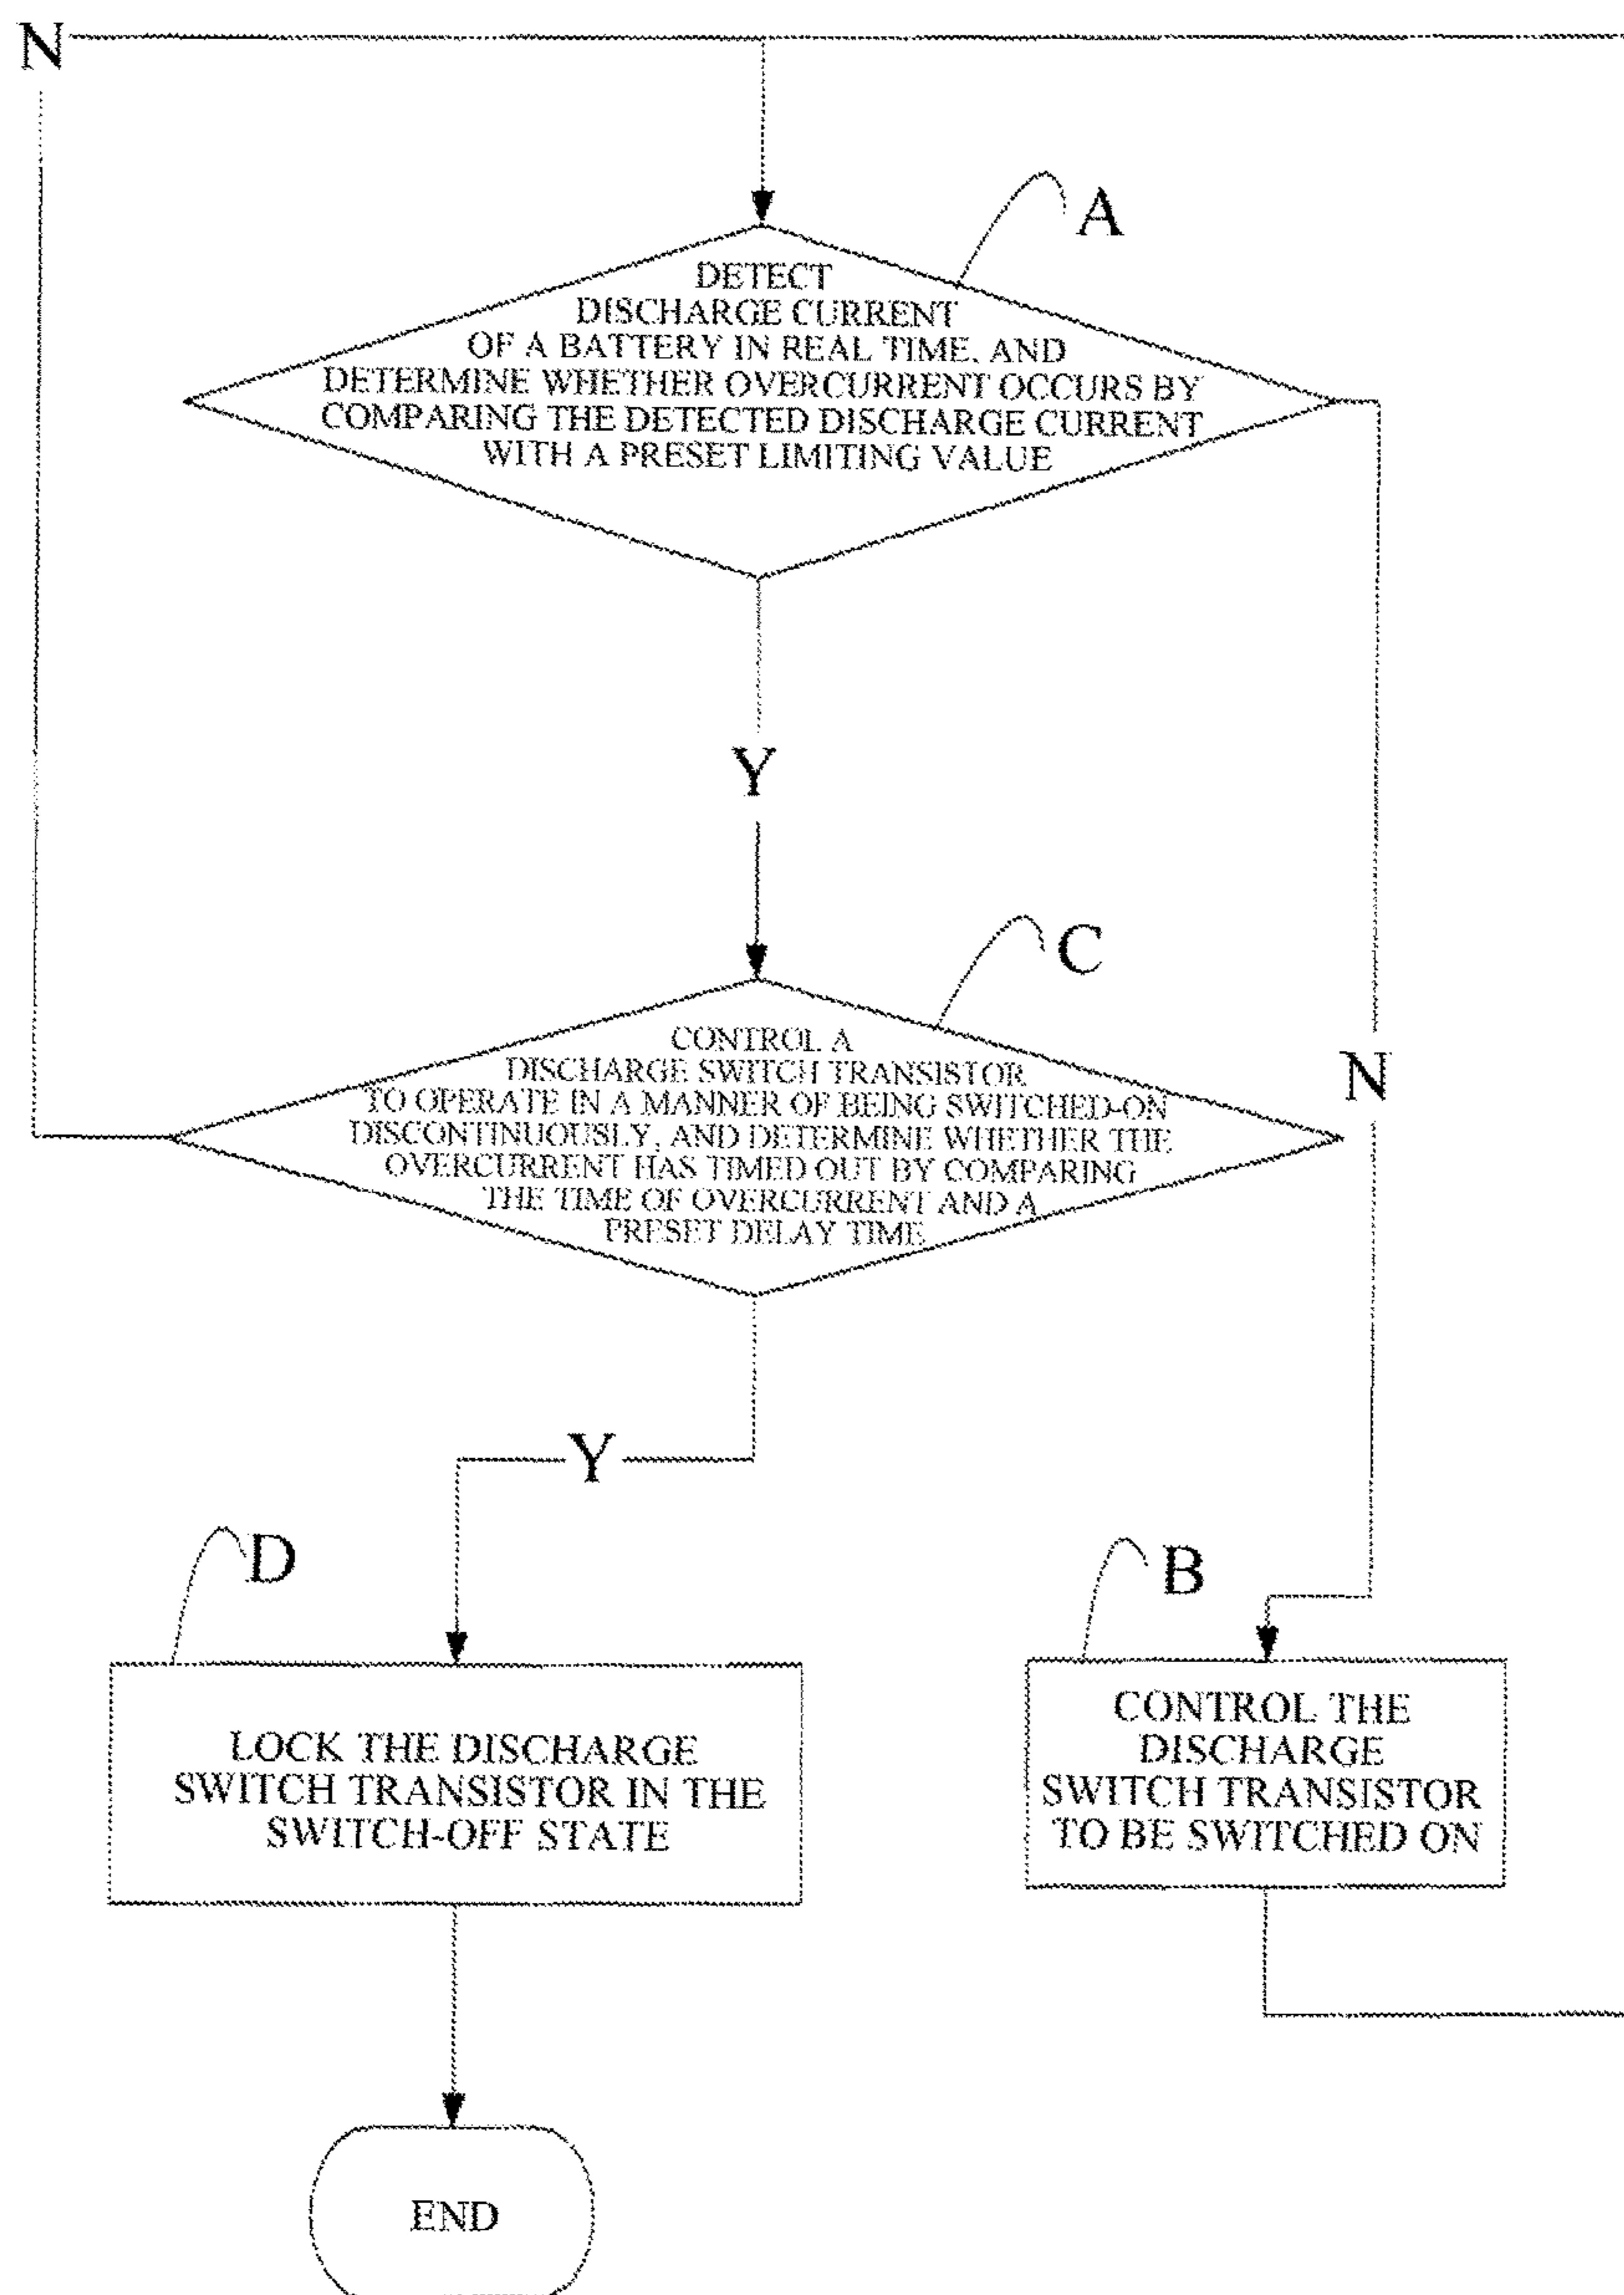 N
A
DETECT
DISCHARGE CURRENT
OF A BATTERY IN REAL TIME, AND
DETERMINE WHETHER OVERCURRENT OCCURS BY
COMPARING THE DETECTED DISCHARGE CURRENT
WITH A PRESET LIMITING VALUE
Y
C
CONTROL A
DISCHARGE SWITCH TRANSISTOR
TO OPERATE IN A MANNER OF BEING SWITCHED-ON
DISCONTINUOUSLY, AND DETERMINE WHETHER THE
OVERCURRENT HAS TIMED OUT BY COMPARING
THE TIME OF OVERCURRENT AND A
PRESET DELAY TIME
N
Y
D
B
LOCK THE DISCHARGE
SWITCH TRANSISTOR IN THE
SWITCH-OFF STATE
CONTROL THE
DISCHARGE
SWITCH TRANSISTOR
TO BE SWITCHED ON
END